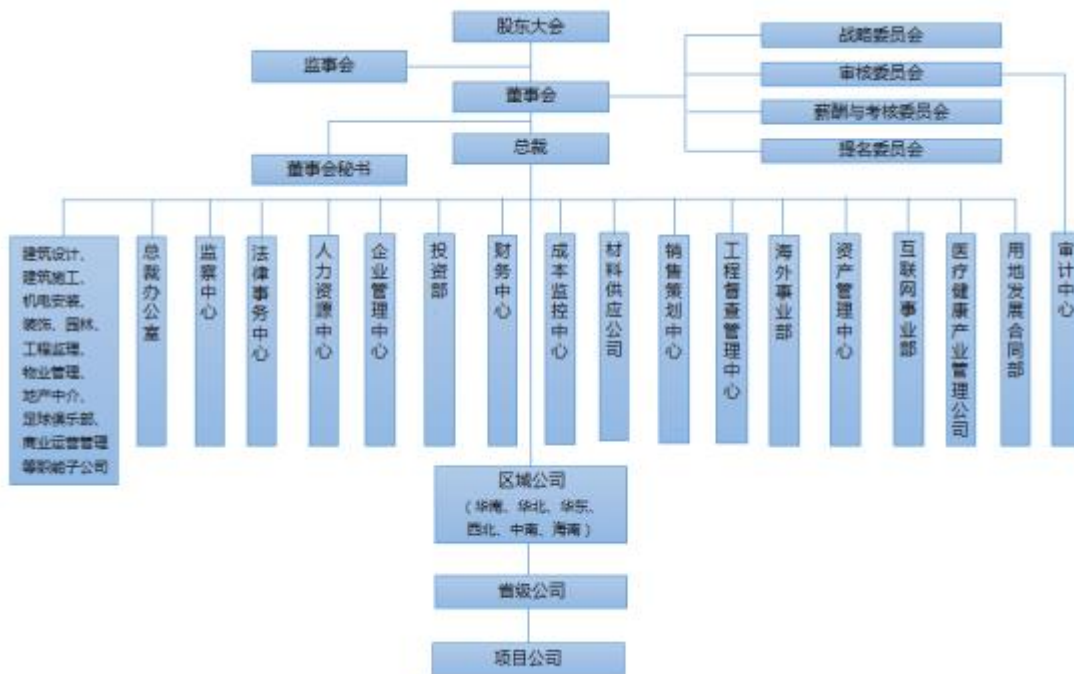 股东大会
战略委员会
监事会
审核委员会
董事会
薪酬与考核委员会
总裁
提名委员会
董事会秘书
建筑设计、
建筑施工、
机电安装、
装饰、园林、
工程监理、
物业管理、
地产中介、
足球俱乐部、
商业运营管理
等职能子公司
总裁办公室
监察中心
法律事务中心
人力资源中心
企业管理中心
投资部
财务中心
成本监控中心
材料供应公司
销售策划中心
工程督查管理中心
海外事业部
资产管理中心
互联网事业部
医疗健康产业管理公司
用地发展合同部
审计中心
区域公司
（华南、华北、华东、
西北、中南、海南）
省级公司
项目公司